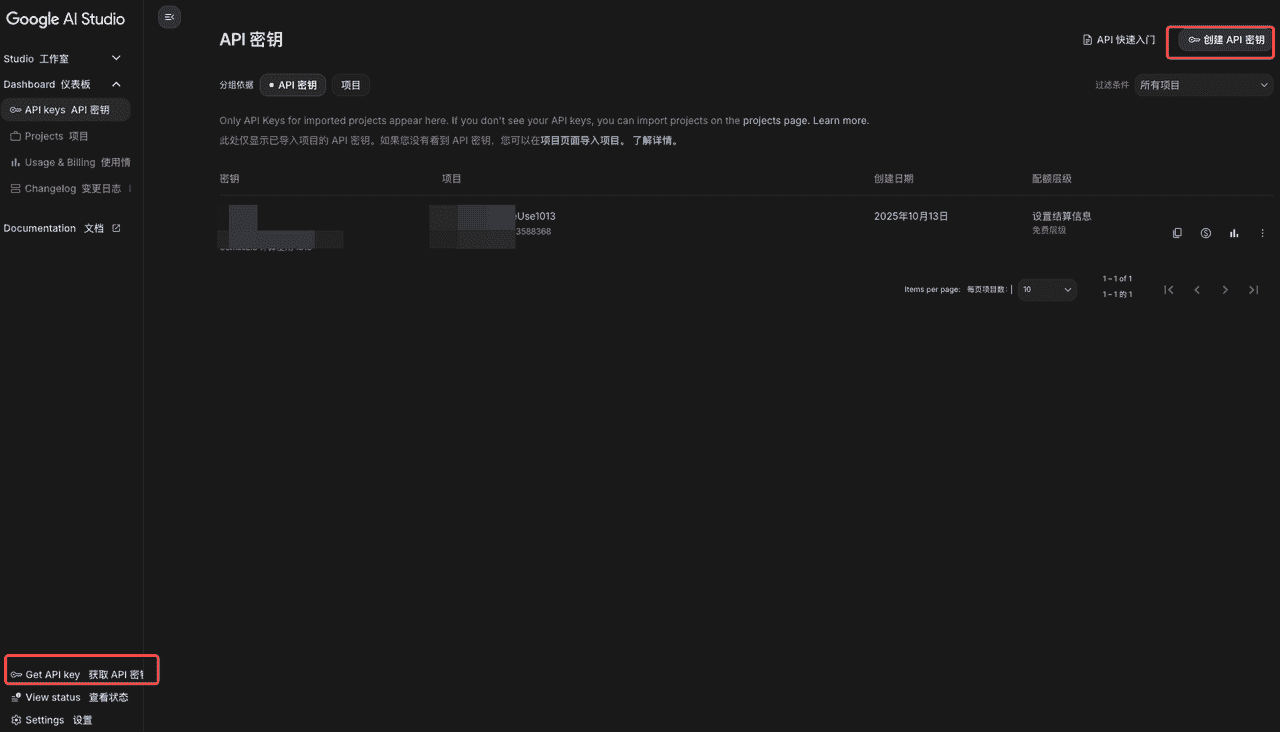 Google AI Studio
Studio 工作室
Dashboard 仪表板
API keys API 密钥
Projects 项目
Usage & Billing 使用情
Changelog 变更日志
Documentation 文档
Get API key 获取 API 密钥
View status 查看状态
Settings 设置
API 密钥
API 快速入门
创建 API 密钥
分组依据 API 密钥 项目
过滤条件 所有项目
Only API Keys for imported projects appear here. If you don't see your API keys, you can import projects on the projects page. Learn more.
此处仅显示已导入项目的 API 密钥。如果您没有看到 API 密钥，您可以在项目页面导入项目。 了解详情。
密钥 项目 创建日期 配额层级
Use1013 2025年10月13日 设置结算信息
3588368 免费层级
Items per page: 每页项目数: 10
1 – 1 of 1
1 – 1 的 1